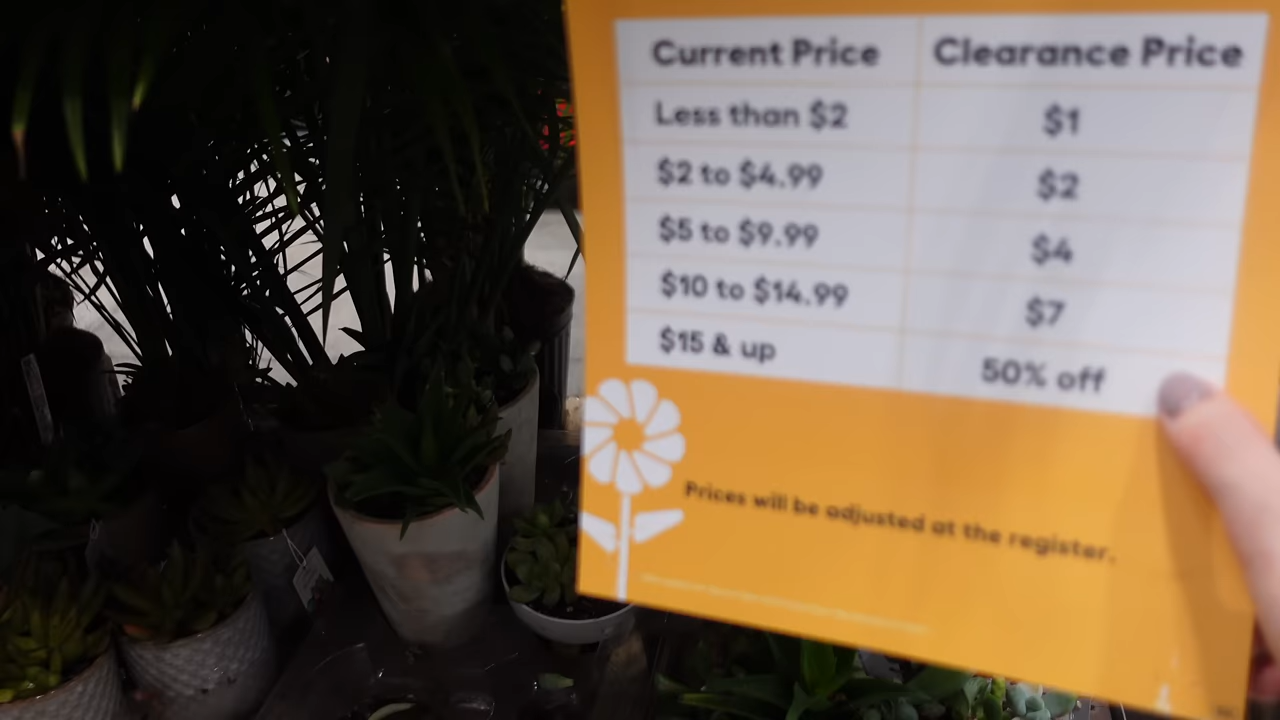 Current Price Clearance Price
Less than $2 $1
$2 to $4.99 $2
$5 to $9.99 $4
$10 to $14.99 $7
$15 & up 50% off
Prices will be adjusted at the register.